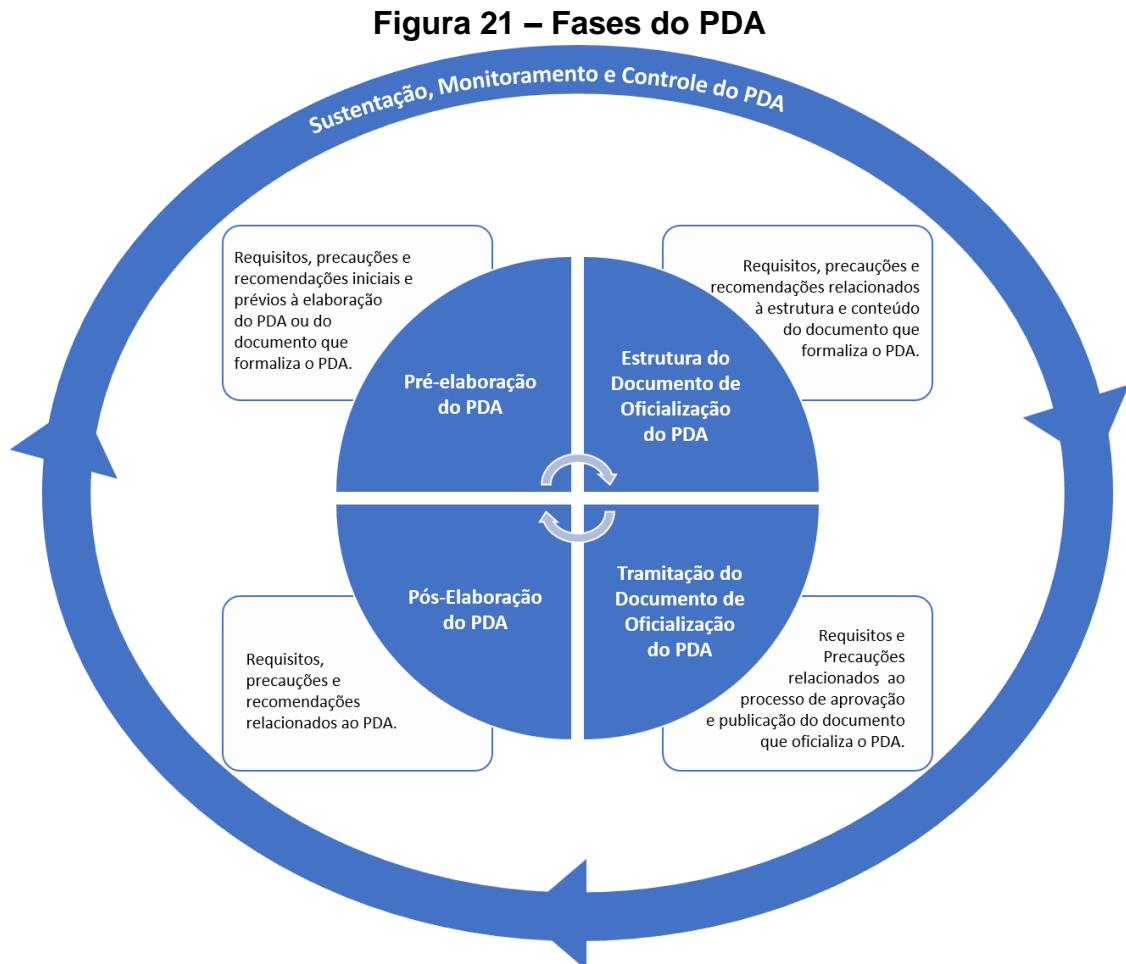 Figura 21 – Fases do PDA
Sustentação, Monitoramento e Controle do PDA
Requisitos, precauções e
recomendações iniciais e
prévios à elaboração
do PDA ou do
documento que
formaliza o PDA.
Requisitos, precauções e
recomendações relacionados
à estrutura e conteúdo
do documento que
formaliza o PDA.
Pré-elaboração
do PDA
Estrutura do
Documento de
Oficialização
do PDA
Pós-Elaboração
do PDA
Tramitação do
Documento de
Oficialização
do PDA
Requisitos,
precauções e
recomendações
relacionados ao PDA.
Requisitos e
Precauções
relacionados ao
processo de aprovação
e publicação do documento
que oficializa o PDA.